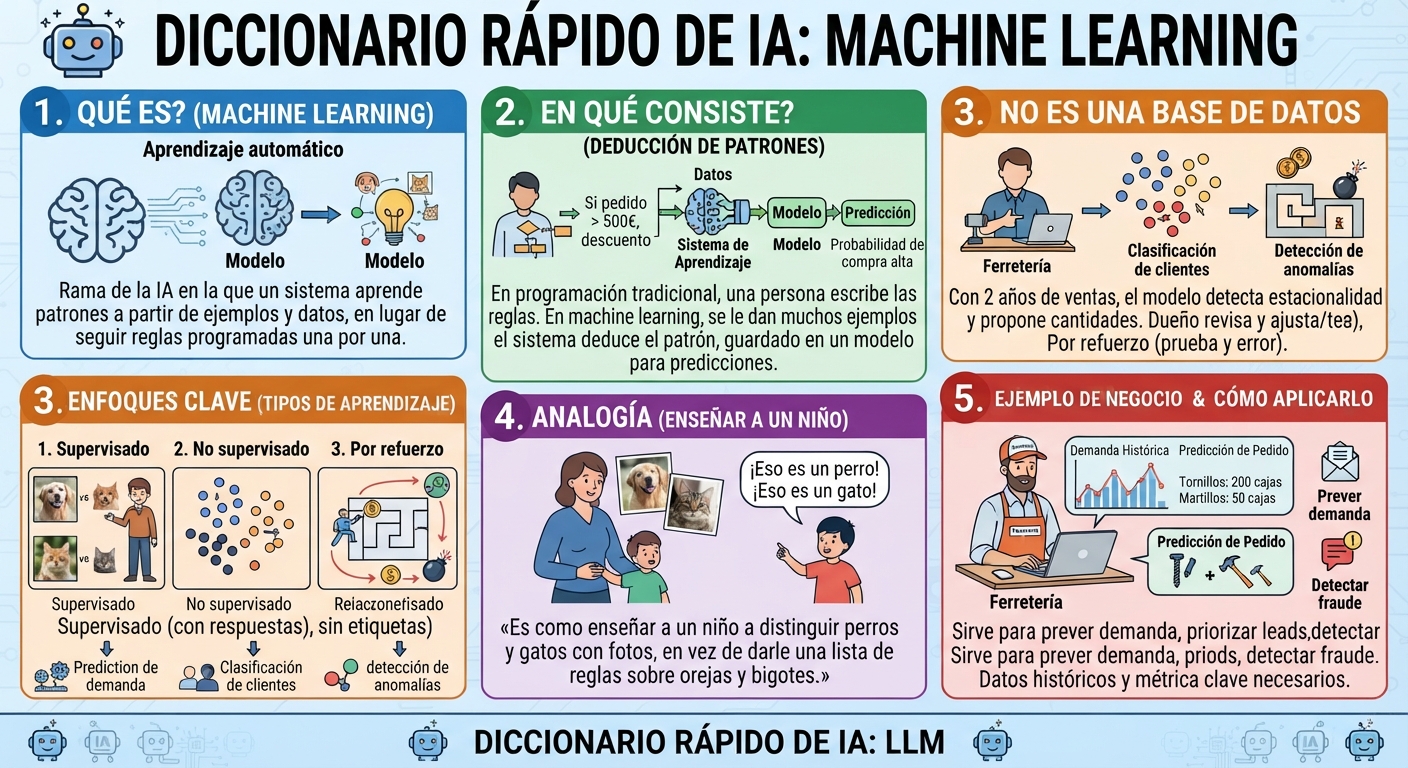 DICCIONARIO RÁPIDO DE IA: MACHINE LEARNING
1. QUÉ ES? (MACHINE LEARNING)
Aprendizaje automático
Modelo
Modelo
Rama de la IA en la que un sistema aprende
patrones a partir de ejemplos y datos, en lugar de
seguir reglas programadas una por una.
2. EN QUÉ CONSISTE?
(DEDUCCIÓN DE PATRONES)
Si pedido
> 500€,
descuento
Datos
Sistema de
Aprendizaje
Modelo
Modelo
Predicción
Probabilidad de
compra alta
En programación tradicional, una persona escribe las
reglas. En machine learning, se le dan muchos ejemplos
el sistema deduce el patrón, guardado en un modelo
para predicciones.
3. NO ES UNA BASE DE DATOS
Ferretería
Clasificación
de clientes
Detección de
anomalías
Con 2 años de ventas, el modelo detecta estacionalidad
y propone cantidades. Dueño revisa y ajusta/tea),
Por refuerzo (prueba y error).
3. ENFOQUES CLAVE (TIPOS DE APRENDIZAJE)
1. Supervisado
2. No supervisado
3. Por refuerzo
vs
ve
Supervisado
No supervisado
Reiaczonefisado
Supervisado (con respuestas), sin etiquetas)
Prediction de
demanda
Clasificación
de clientes
detección de
anomalías
4. ANALOGÍA (ENSEÑAR A UN NIÑO)
¡Eso es un perro!
¡Eso es un gato!
«Es como enseñar a un niño a distinguir perros
y gatos con fotos, en vez de darle una lista de
reglas sobre orejas y bigotes.»
5. EJEMPLO DE NEGOCIO & CÓMO APLICARLO
Demanda Histórica
Predicción de Pedido
Tornillos: 200 cajas
Martillos: 50 cajas
Predicción de Pedido
+
Ferretería
Prever
demanda
Detectar
fraude
Sirve para prever demanda, priorizar leads,detectar
Sirve para prever demanda, priods, detectar fraude.
Datos históricos y métrica clave necesarios.
IA
DICCIONARIO RÁPIDO DE IA: LLM
IA